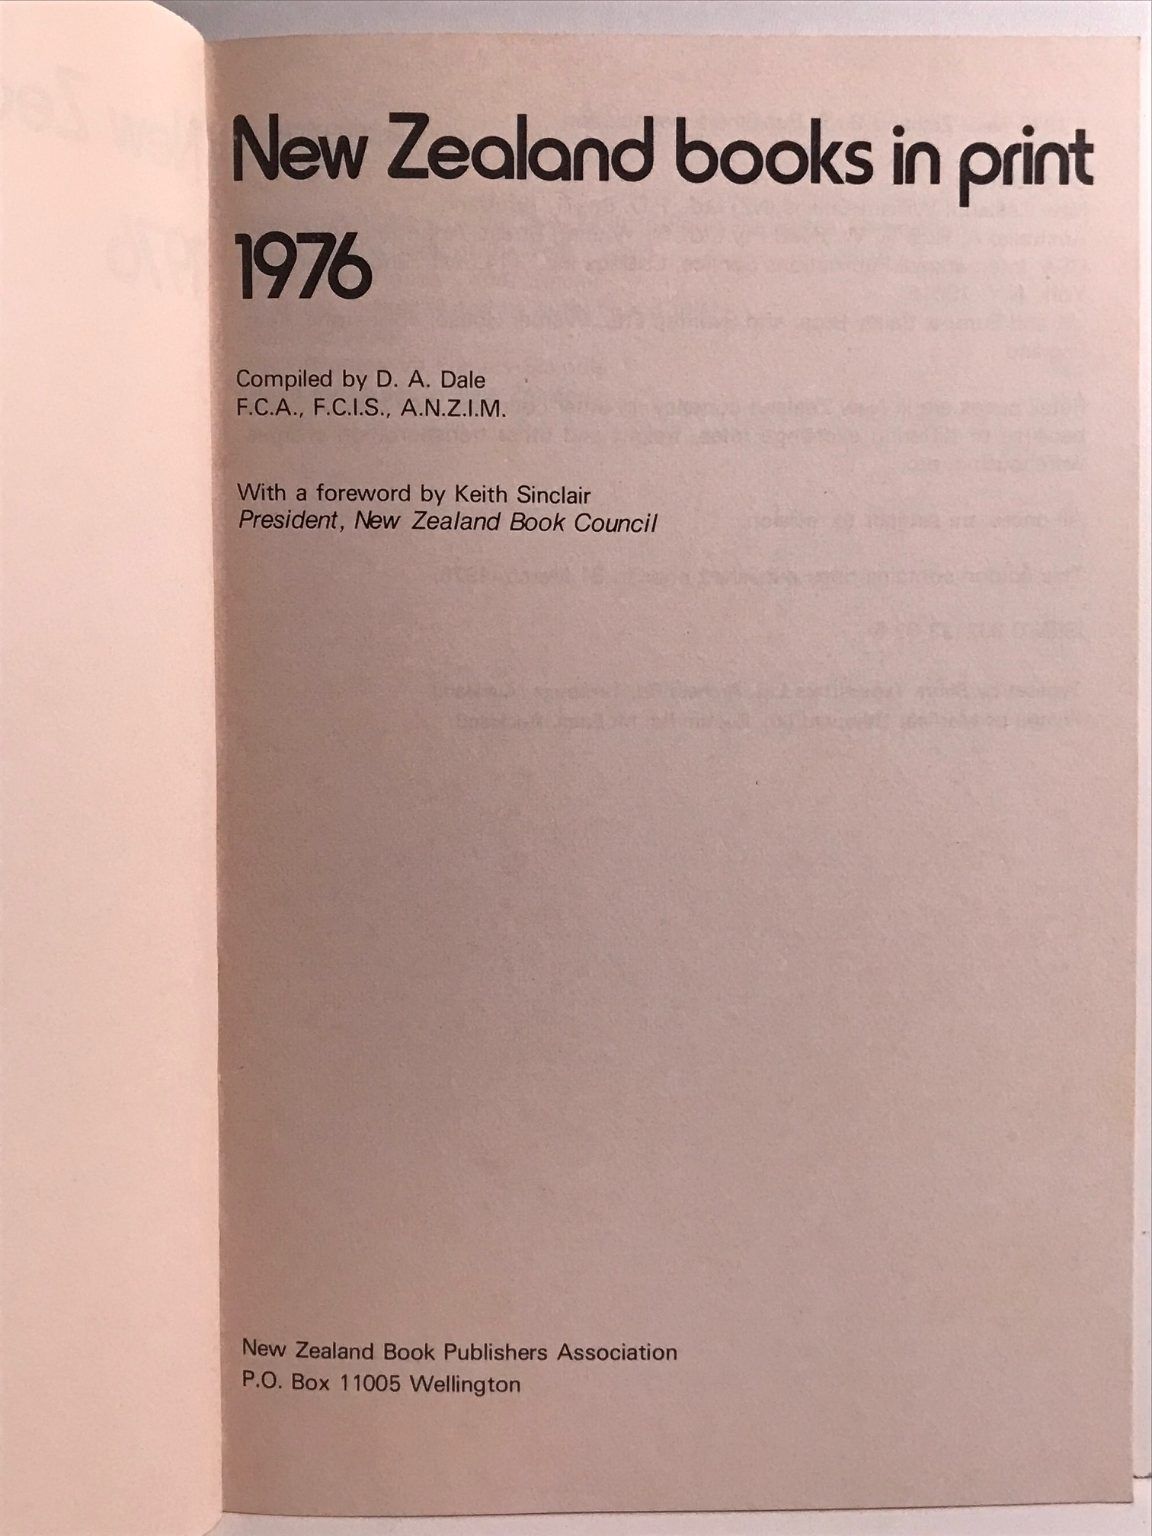 New Zealand books in print
1976
Compiled by D. A. Dale
F.C.A., F.C.I.S., A.N.Z.I.M.
With a foreword by Keith Sinclair
President, New Zealand Book Council
New Zealand Book Publishers Association
P.O. Box 11005 Wellington